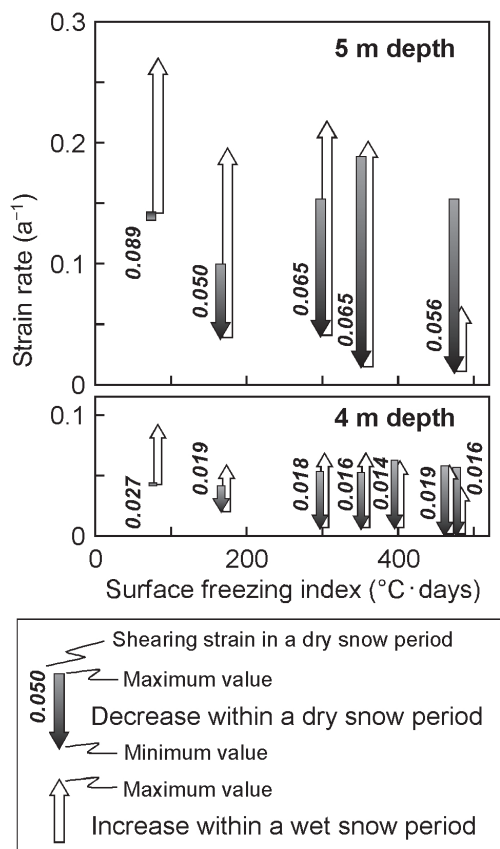 0.3
5 m depth
0.2
0.1
0
Strain rate (a⁻¹)
0.089
0.050
0.065
0.065
0.056
0.1
4 m depth
0
0.027
0.019
0.018
0.016
0.014
0.019
0.016
0 200 400
Surface freezing index (°C · days)
Shearing strain in a dry snow period
0.050
Maximum value
Decrease within a dry snow period
Minimum value
Maximum value
Increase within a wet snow period